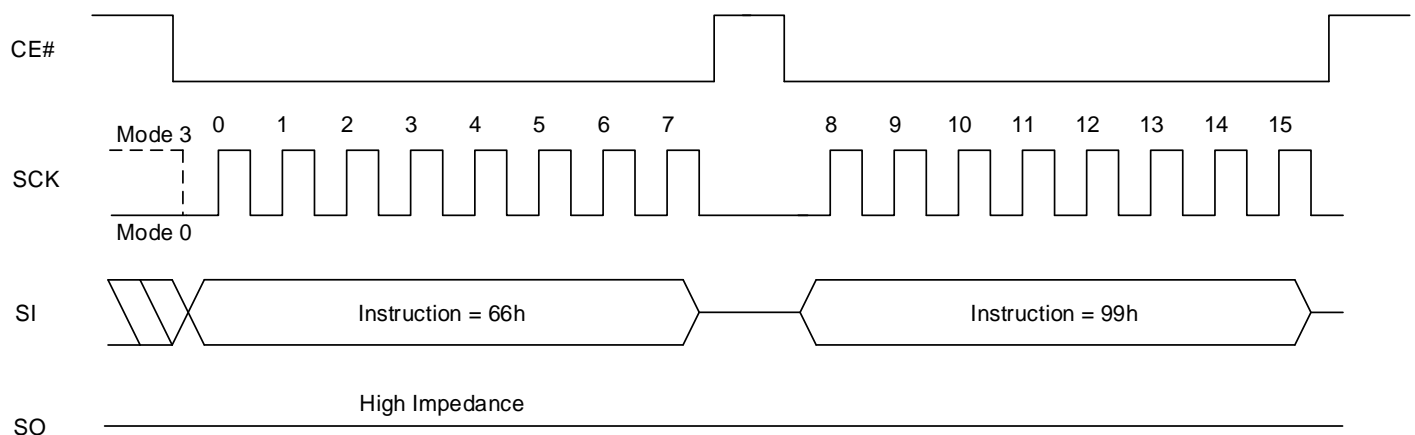 CE#
Mode 3 0 1 2 3 4 5 6 7 8 9 10 11 12 13 14 15
SCK
Mode 0
SI Instruction = 66h Instruction = 99h
High Impedance
SO